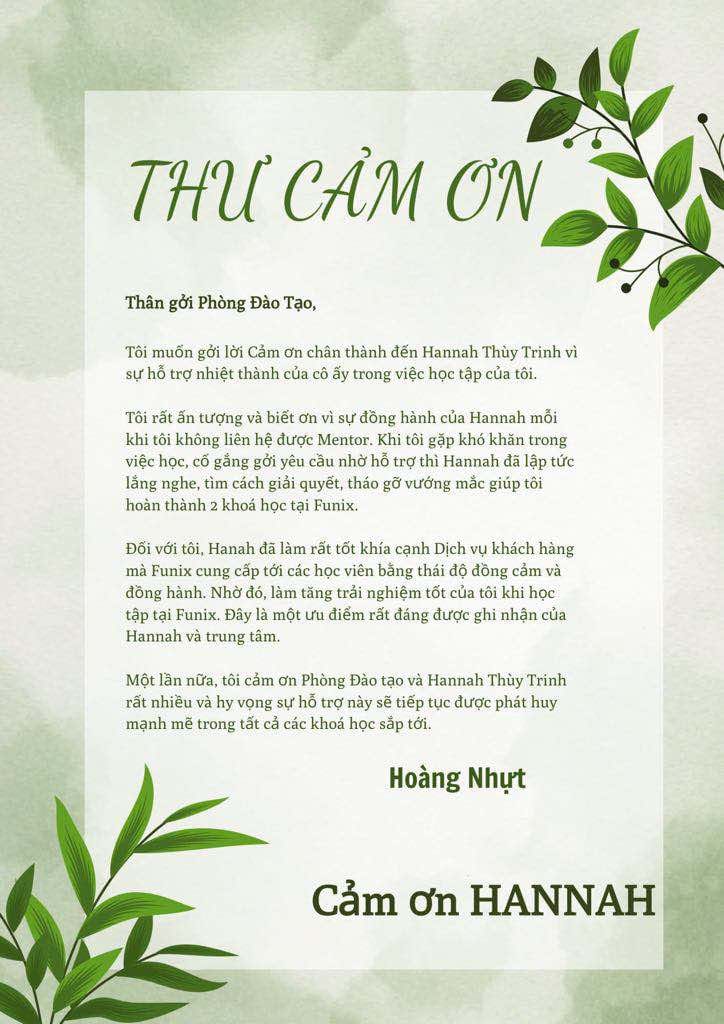 THƯ CẢM ƠN
Thân gởi Phòng Đào Tạo,
Tôi muốn gởi lời Cảm ơn chân thành đến Hannah Thùy Trinh vì
sự hỗ trợ nhiệt thành của cô ấy trong việc học tập của tôi.
Tôi rất ấn tượng và biết ơn vì sự đồng hành của Hannah mỗi
khi tôi không liên hệ được Mentor. Khi tôi gặp khó khăn trong
việc học, cố gắng gởi yêu cầu nhờ hỗ trợ thì Hannah đã lập tức
lắng nghe, tìm cách giải quyết, tháo gỡ vướng mắc giúp tôi
hoàn thành 2 khoá học tại Funix.
Đối với tôi, Hanah đã làm rất tốt khía cạnh Dịch vụ khách hàng
mà Funix cung cấp tới các học viên bằng thái độ đồng cảm và
đồng hành. Nhờ đó, làm tăng trải nghiệm tốt của tôi khi học
tập tại Funix. Đây là một ưu điểm rất đáng được ghi nhận của
Hannah và trung tâm.
Một lần nữa, tôi cảm ơn Phòng Đào tạo và Hannah Thùy Trinh
rất nhiều và hy vọng sự hỗ trợ này sẽ tiếp tục được phát huy
mạnh mẽ trong tất cả các khoá học sắp tới.
Hoàng Nhựt
Cảm ơn HANNAH